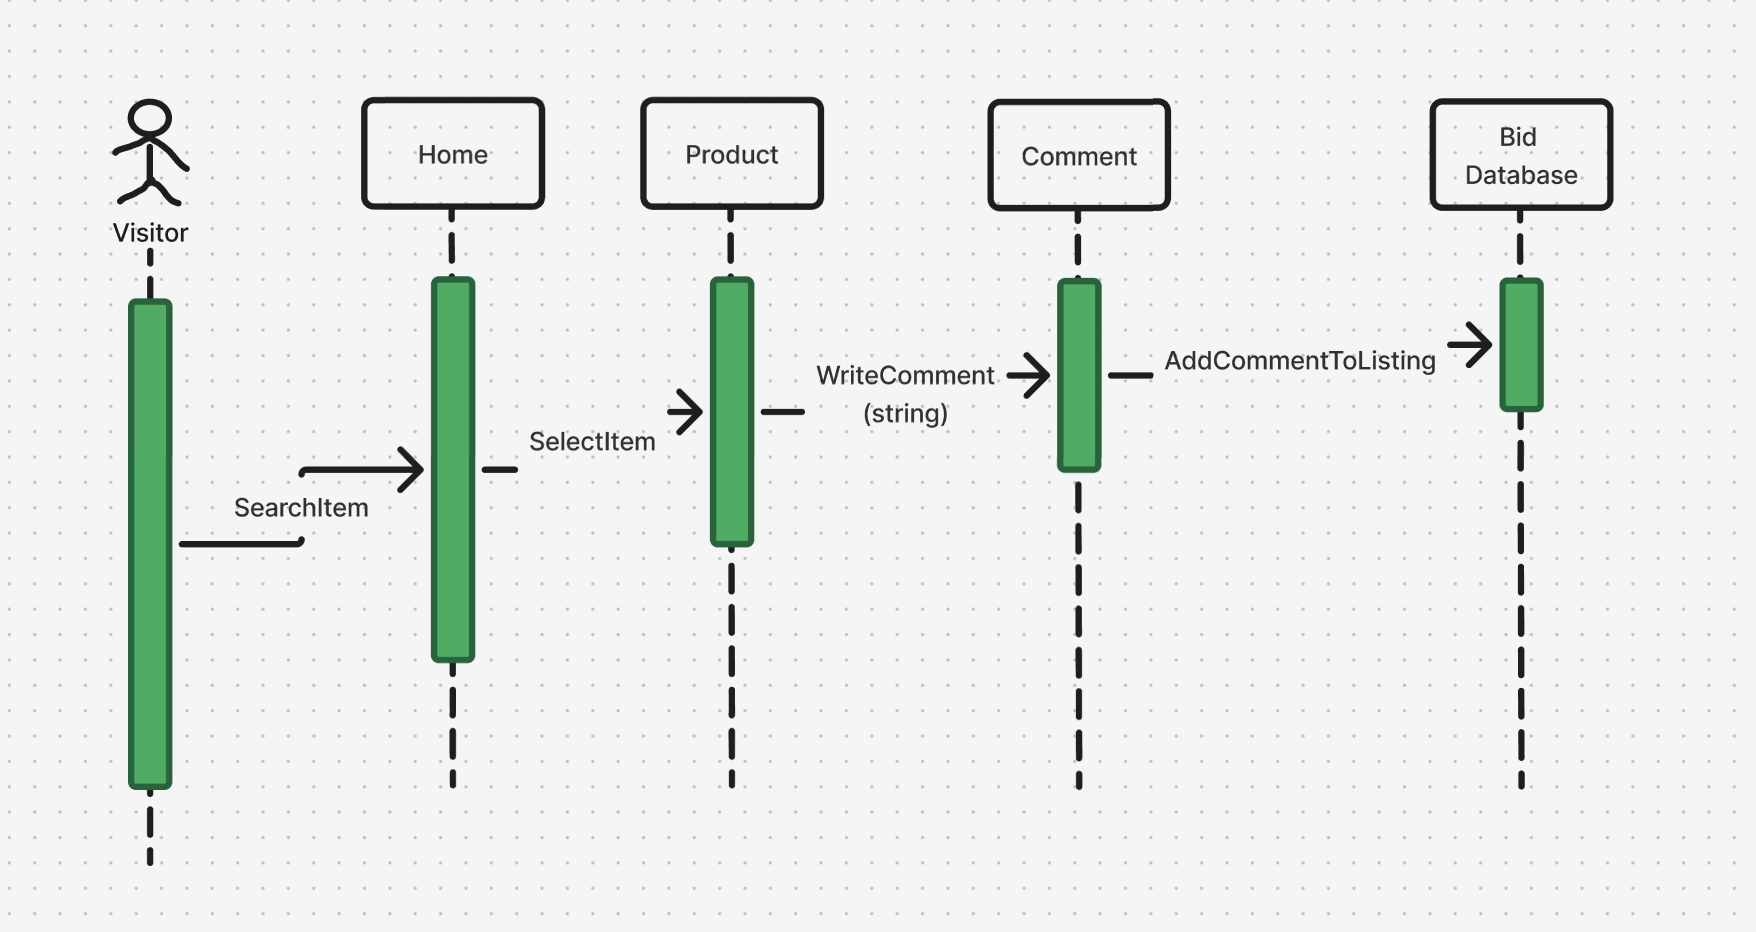 Visitor
Home
Product
Comment
Bid
Database
SearchItem
SelectItem
WriteComment
(string)
AddCommentToListing